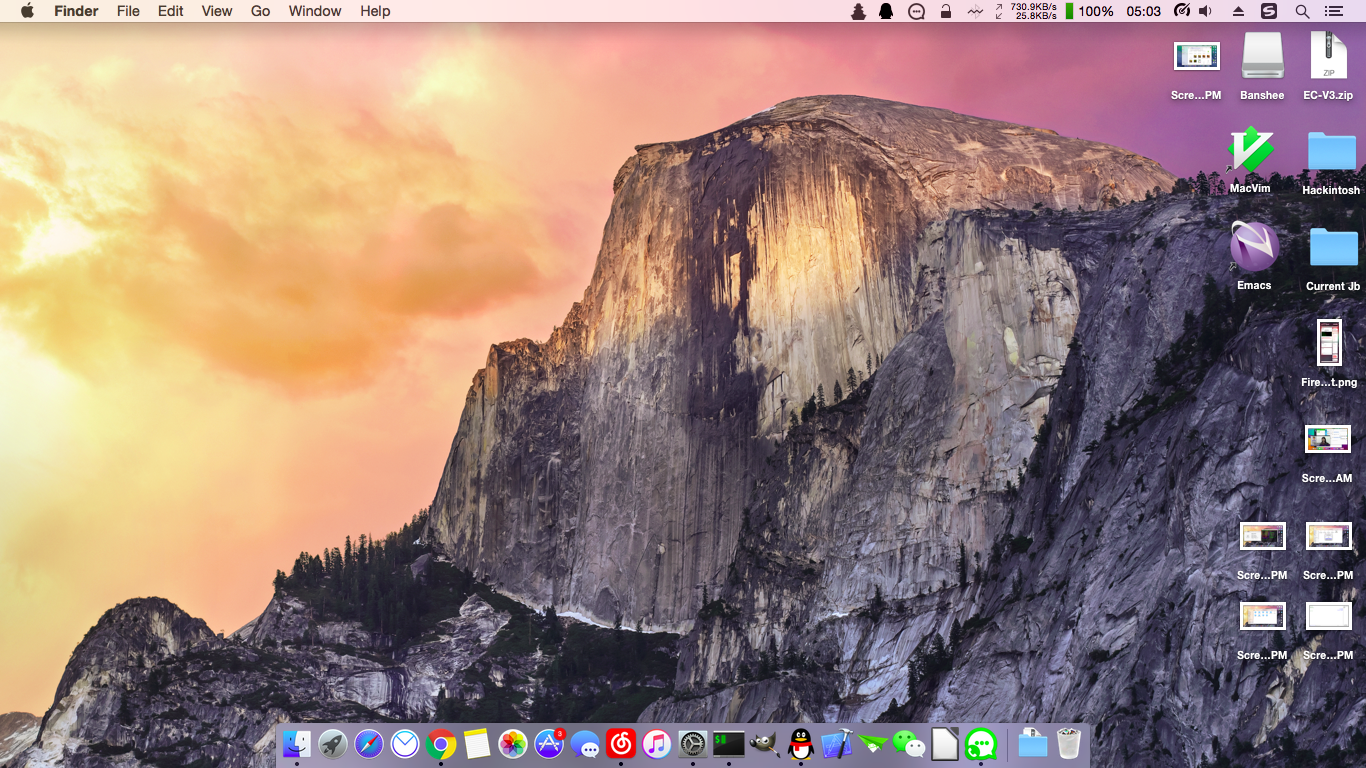 Finder File Edit View Go Window Help 730.9KB/s 100% 05:03
25.8KB/s
Scre...PM Banshee EC-V3.zip
ZIP
MacVim Hackintosh
Emacs Current Jb
Fire...t.png
Scre...AM
Scre...PM Scre...PM
Scre...PM Scre...PM
3